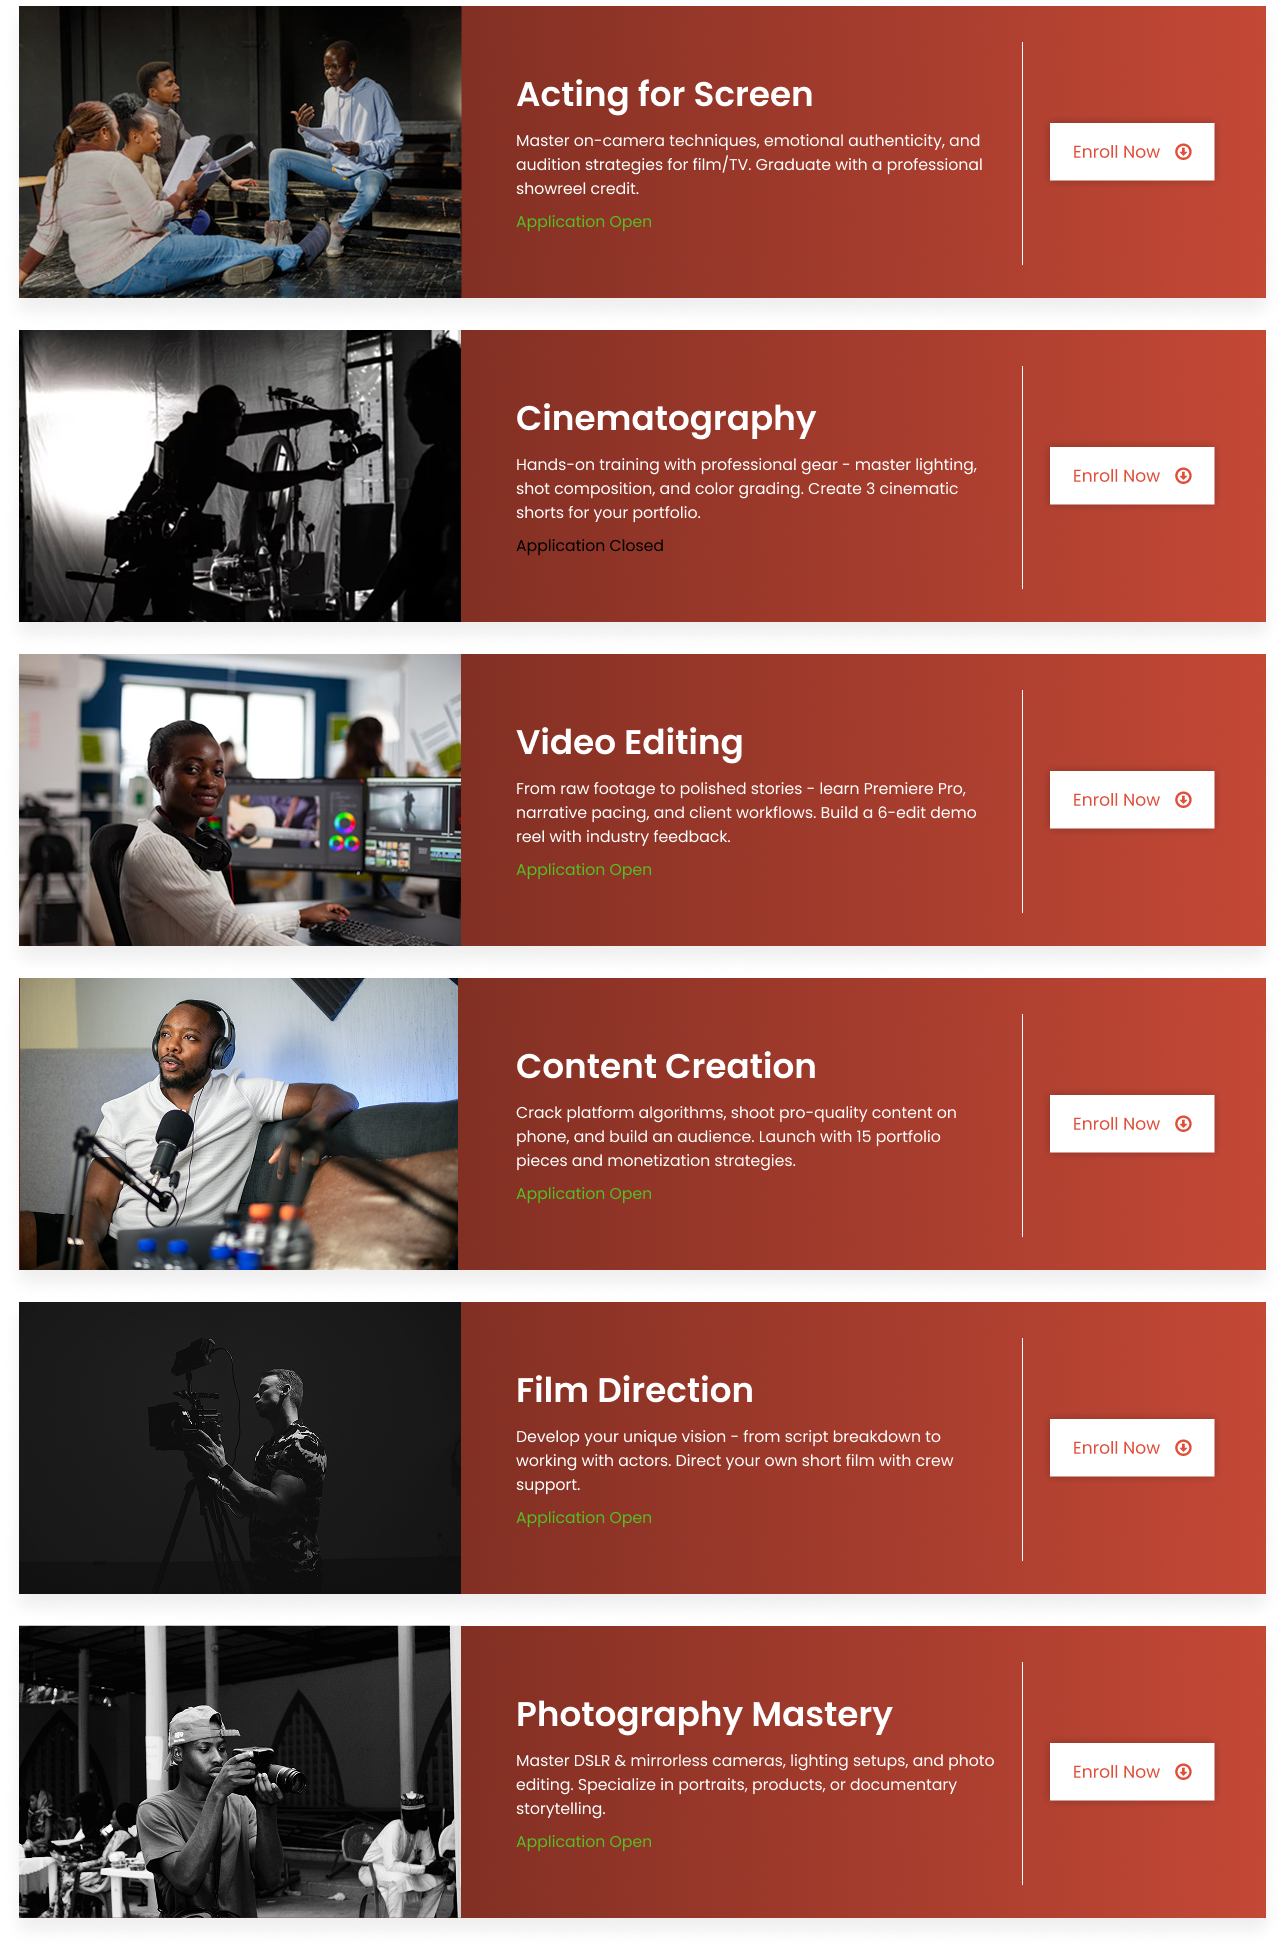 Acting for Screen
Master on-camera techniques, emotional authenticity, and
audition strategies for film/TV. Graduate with a professional
showreel credit.
Application Open
Enroll Now
Cinematography
Hands-on training with professional gear - master lighting,
shot composition, and color grading. Create 3 cinematic
shorts for your portfolio.
Application Closed
Enroll Now
Video Editing
From raw footage to polished stories - learn Premiere Pro,
narrative pacing, and client workflows. Build a 6-edit demo
reel with industry feedback.
Application Open
Enroll Now
Content Creation
Crack platform algorithms, shoot pro-quality content on
phone, and build an audience. Launch with 15 portfolio
pieces and monetization strategies.
Application Open
Enroll Now
Film Direction
Develop your unique vision - from script breakdown to
working with actors. Direct your own short film with crew
support.
Application Open
Enroll Now
Photography Mastery
Master DSLR & mirrorless cameras, lighting setups, and photo
editing. Specialize in portraits, products, or documentary
storytelling.
Application Open
Enroll Now